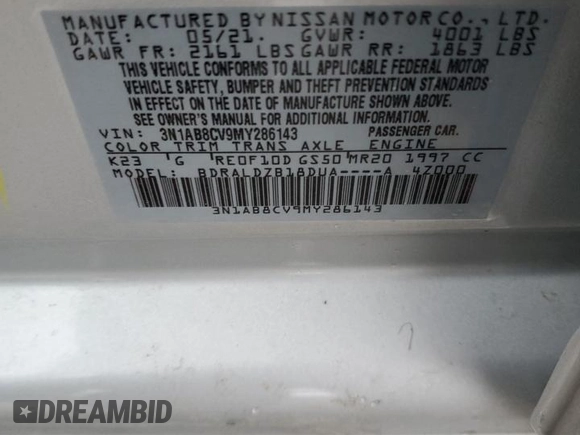 MANUFACTURED BY NISSAN MOTOR CO., LTD.
DATE: 05/21. GVWR: 4001 LBS
GAWR FR: 2161 LBS GAWR RR: 1863 LBS
THIS VEHICLE CONFORMS TO ALL APPLICABLE FEDERAL MOTOR
VEHICLE SAFETY, BUMPER AND THEFT PREVENTION STANDARDS
IN EFFECT ON THE DATE OF MANUFACTURE SHOWN ABOVE.
SEE OWNER'S MANUAL FOR ADDITIONAL INFORMATION.
VIN: 3N1AB8CV9MY286143 PASSENGER CAR
COLOR TRIM TRANS AXLE ENGINE
K23 G RE0F10D GS50 MR20 1997 CC
MODEL: BDRALDZB18DUA----A 4Z000
3N1AB8CV9MY286143
DREAMBID